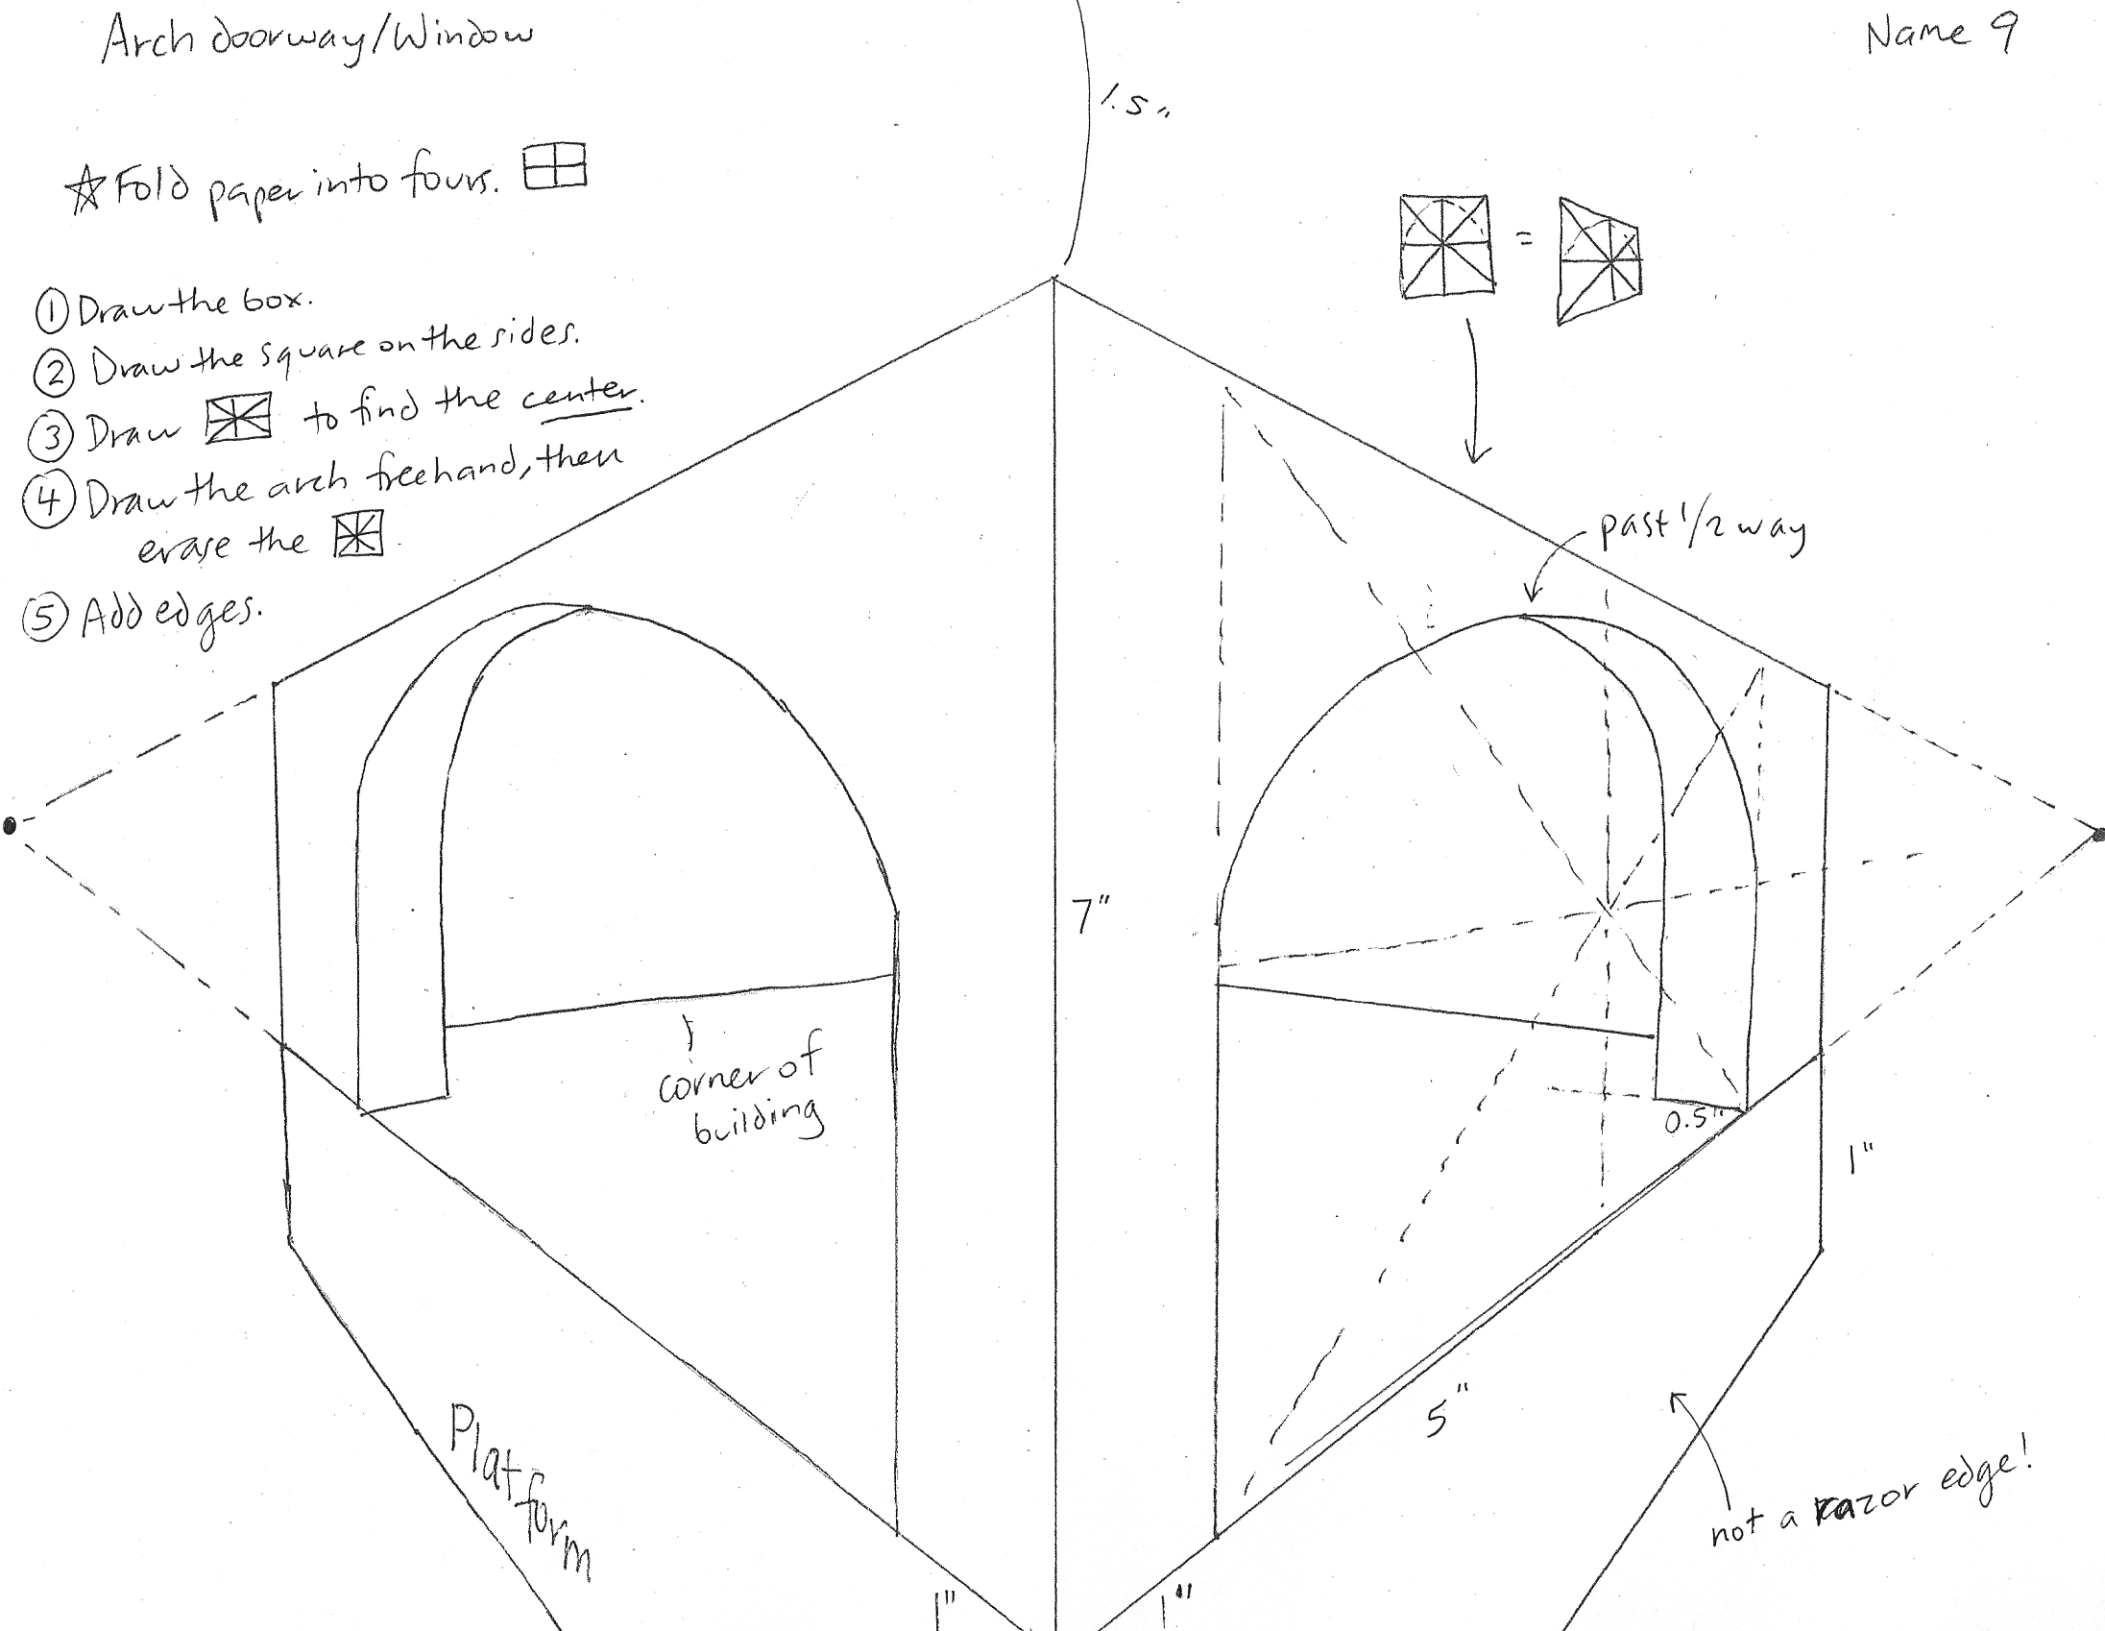 Arch doorway/Window
Name 9
1.5"
☆ Fold paper into fours.
① Draw the box.
② Draw the square on the sides.
③ Draw to find the center.
④ Draw the arch freehand, then
erase the
⑤ Add edges.
=
past 1/2 way
7"
corner of
building
0.5"
1"
5"
Platform
not a razor edge!
1"
1"